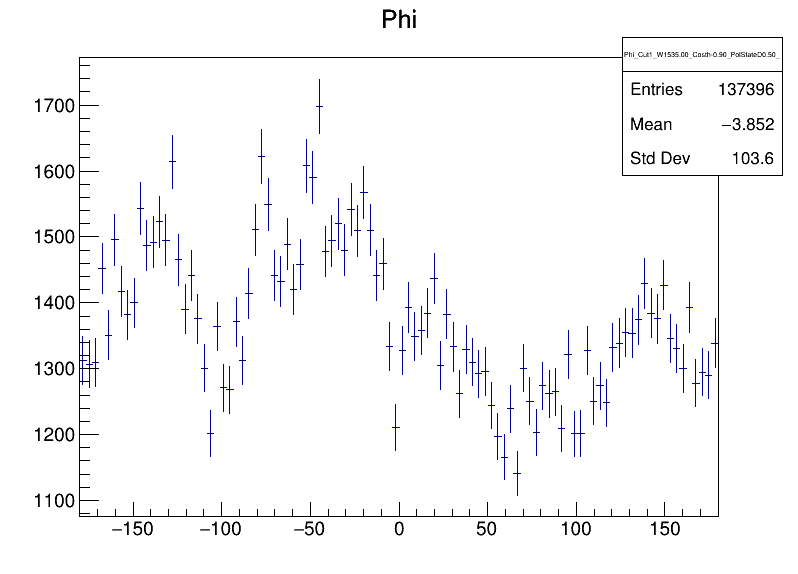 Phi
Phi_Cut1_W1535.00_Costh-0.90_PolStateD0.50_
Entries 137396
Mean −3.852
Std Dev 103.6
1700
1600
1500
1400
1300
1200
1100
−150 −100 −50 0 50 100 150